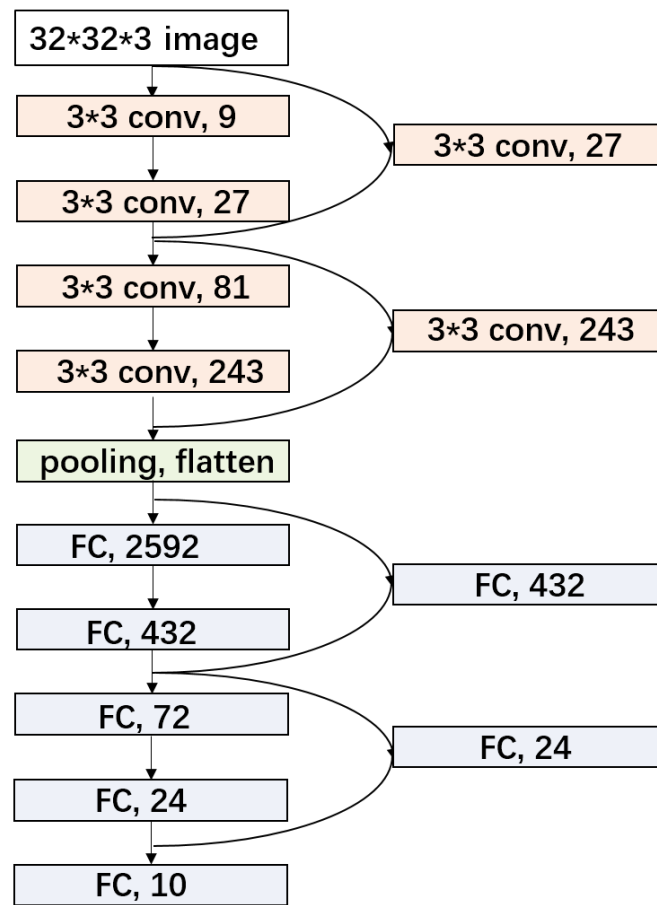 32*32*3 image
3*3 conv, 9
3*3 conv, 27
3*3 conv, 27
3*3 conv, 81
3*3 conv, 243
3*3 conv, 243
pooling, flatten
FC, 2592
FC, 432
FC, 432
FC, 72
FC, 24
FC, 24
FC, 10